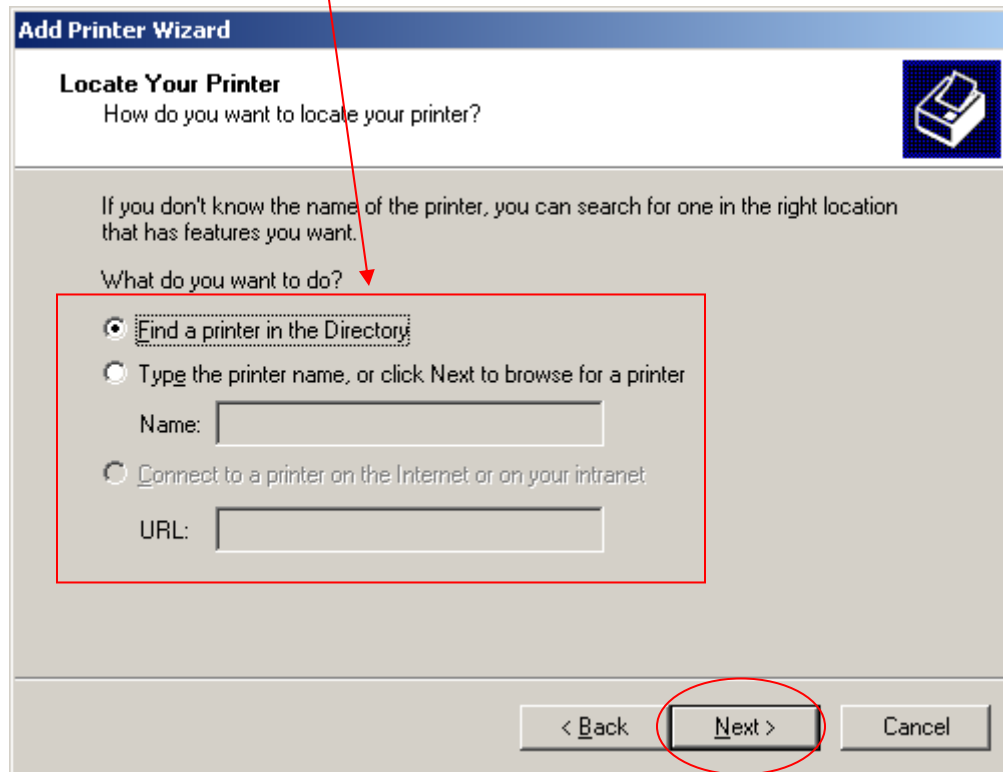 Add Printer Wizard
Locate Your Printer
How do you want to locate your printer?
If you don't know the name of the printer, you can search for one in the right location
that has features you want.
What do you want to do?
Find a printer in the Directory
Type the printer name, or click Next to browse for a printer
Name:
Connect to a printer on the Internet or on your intranet
URL:
< Back Next > Cancel